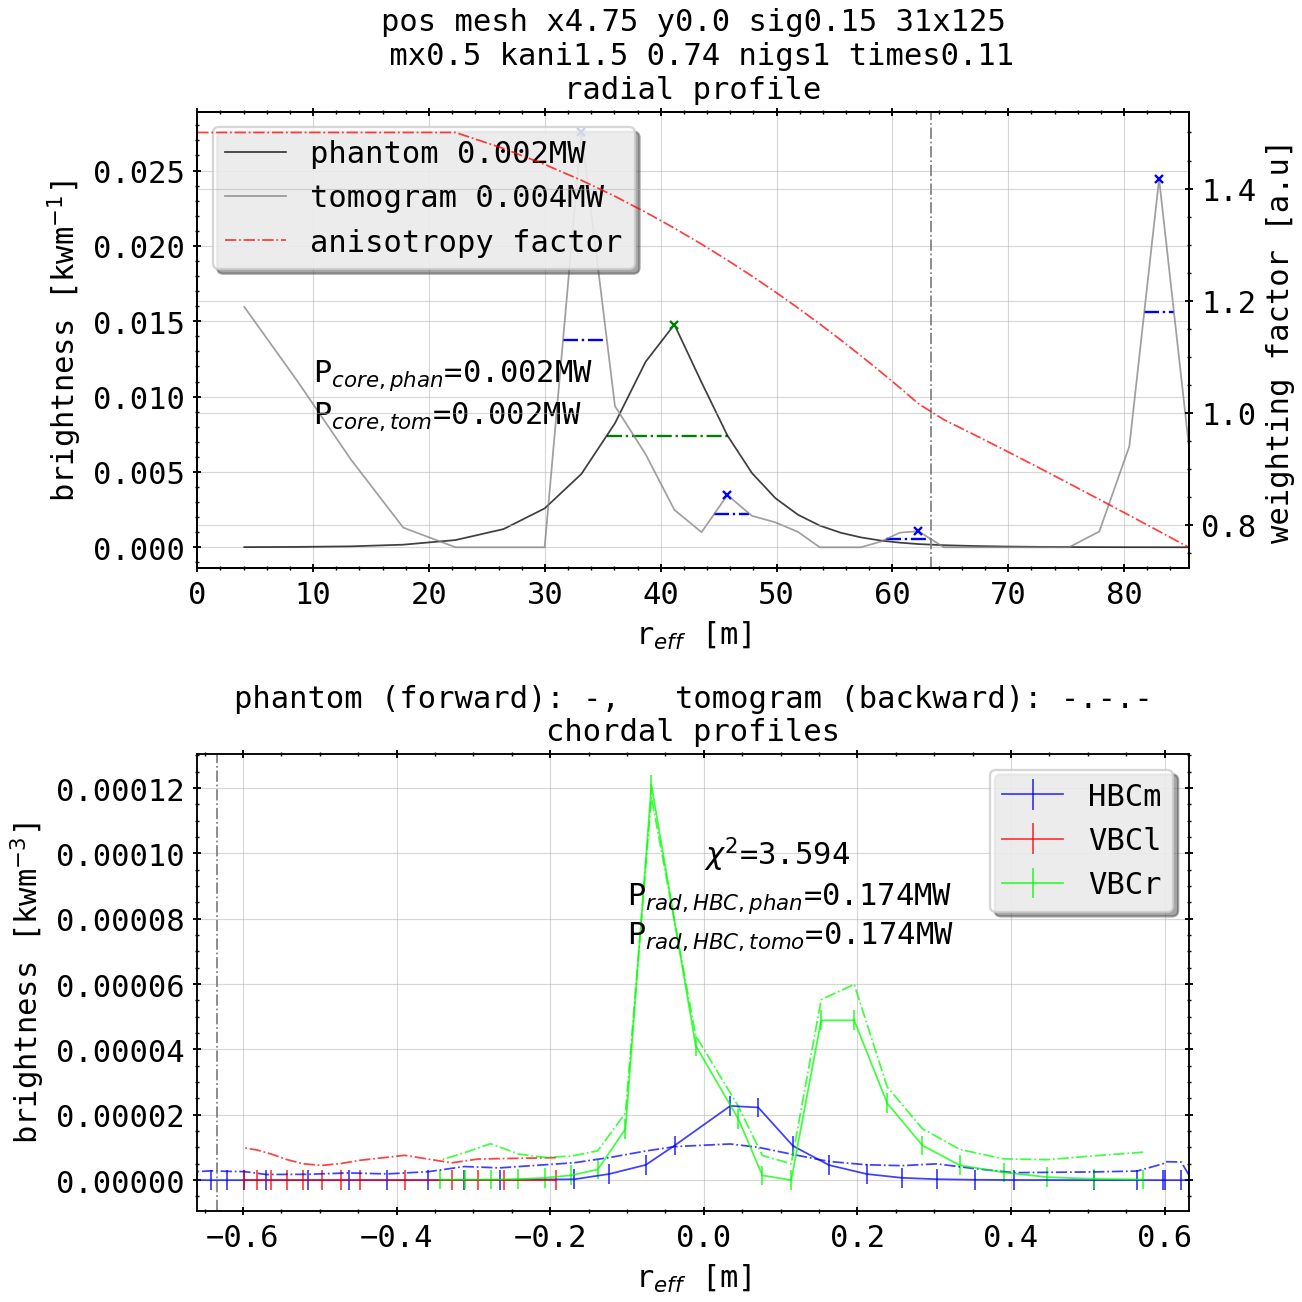 pos mesh x4.75 y0.0 sig0.15 31x125
mx0.5 kani1.5 0.74 nigs1 times0.11
radial profile
phantom 0.002MW
tomogram 0.004MW
anisotropy factor
P_core,phan=0.002MW
P_core,tom=0.002MW
brightness [kwm⁻¹]
0.025
0.020
0.015
0.010
0.005
0.000
1.4
1.2
1.0
0.8
weighting factor [a.u]
0 10 20 30 40 50 60 70 80
r_eff [m]
phantom (forward): -,   tomogram (backward): -.-.-
chordal profiles
HBCm
VBCl
VBCr
χ²=3.594
P_rad,HBC,phan=0.174MW
P_rad,HBC,tomo=0.174MW
brightness [kwm⁻³]
0.00012
0.00010
0.00008
0.00006
0.00004
0.00002
0.00000
−0.6 −0.4 −0.2 0.0 0.2 0.4 0.6
r_eff [m]